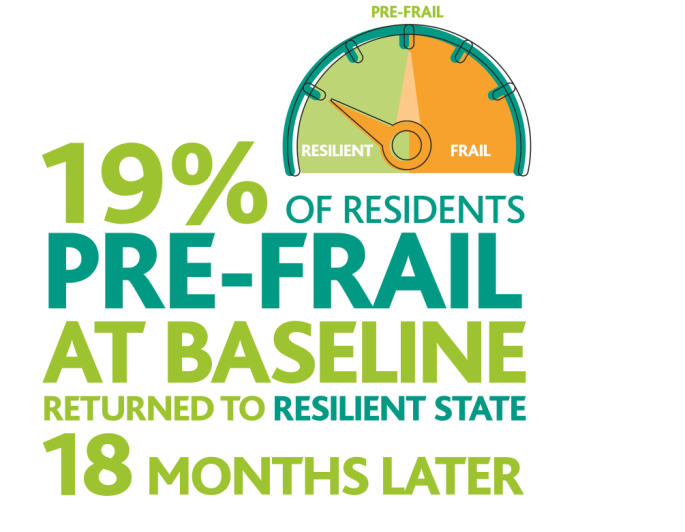 PRE-FRAIL
RESILIENT FRAIL
19% OF RESIDENTS
PRE-FRAIL
AT BASELINE
RETURNED TO RESILIENT STATE
18 MONTHS LATER